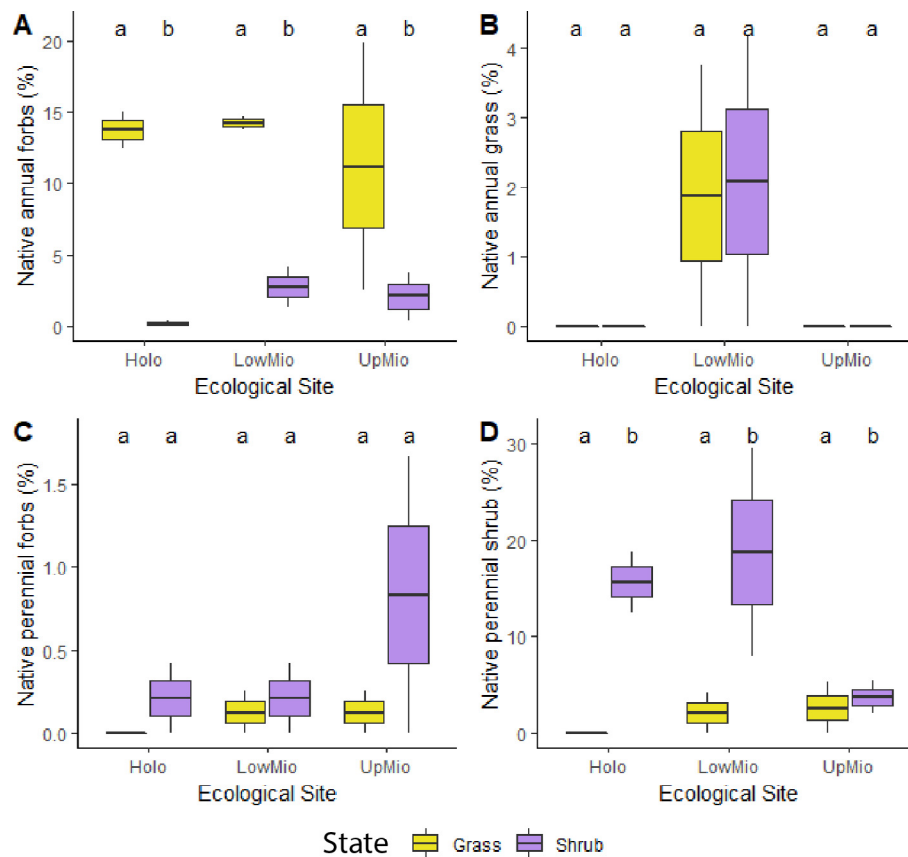 A
a b a b a b
Native annual forbs (%)
20
15
10
5
0
Holo LowMio UpMio
Ecological Site
B
a a a a a a
Native annual grass (%)
4
3
2
1
0
Holo LowMio UpMio
Ecological Site
C
a a a a a a
Native perennial forbs (%)
1.5
1.0
0.5
0.0
Holo LowMio UpMio
Ecological Site
D
a b a b a b
Native perennial shrub (%)
30
20
10
0
Holo LowMio UpMio
Ecological Site
State Grass Shrub